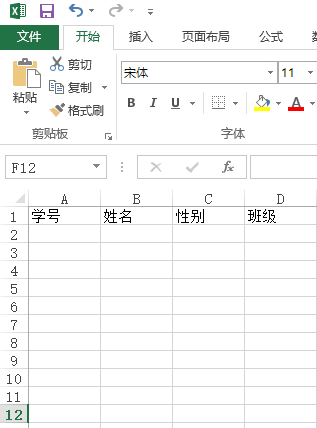 文件 开始 插入 页面布局 公式
粘贴 剪切
复制
格式刷
宋体 11
B I U A
剪贴板 字体
F12 fx
A B C D
1 学号 姓名 性别 班级
2
3
4
5
6
7
8
9
10
11
12